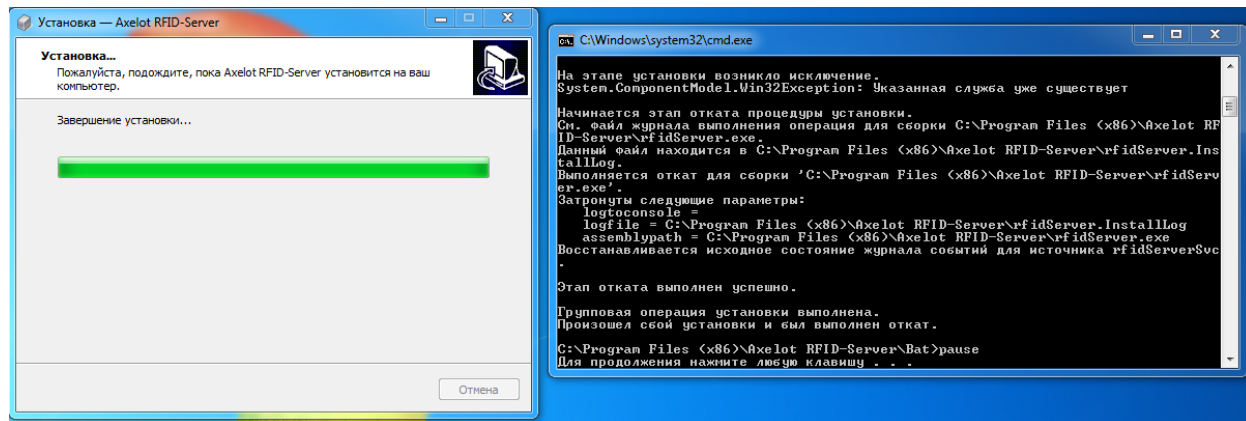 Установка — Axelot RFID-Server
Установка...
Пожалуйста, подождите, пока Axelot RFID-Server установится на ваш
компьютер.
Завершение установки...
Отмена
C:\Windows\system32\cmd.exe
На этапе установки возникло исключение.
System.ComponentModel.Win32Exception: Указанная служба уже существует
Начинается этап отката процедуры установки.
См. файл журнала выполнения операция для сборки C:\Program Files (x86)\Axelot RF
ID-Server\rfidServer.exe.
Данный файл находится в C:\Program Files (x86)\Axelot RFID-Server\rfidServer.Ins
tallLog.
Выполняется откат для сборки 'C:\Program Files (x86)\Axelot RFID-Server\rfidServ
er.exe'.
Затронуты следующие параметры:
logtoconsole =
logfile = C:\Program Files (x86)\Axelot RFID-Server\rfidServer.InstallLog
assemblypath = C:\Program Files (x86)\Axelot RFID-Server\rfidServer.exe
Восстанавливается исходное состояние журнала событий для источника rfidServerSvc
.
Этап отката выполнен успешно.
Групповая операция установки выполнена.
Произошел сбой установки и был выполнен откат.
C:\Program Files (x86)\Axelot RFID-Server\Bat>pause
Для продолжения нажмите любую клавишу . . .